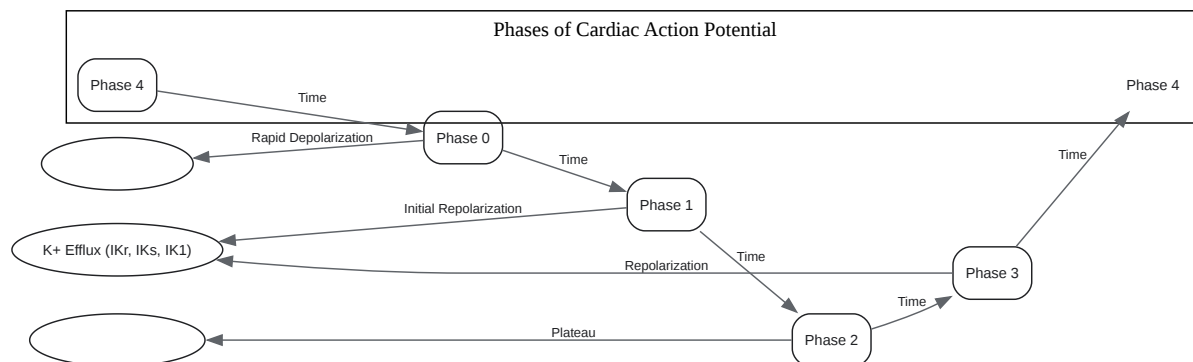 Phases of Cardiac Action Potential
Phase 4
Phase 4
Time
Rapid Depolarization
Phase 0
Time
Time
Initial Repolarization
Phase 1
K+ Efflux (IKr, IKs, IK1)
Time
Repolarization
Phase 3
Time
Plateau
Phase 2